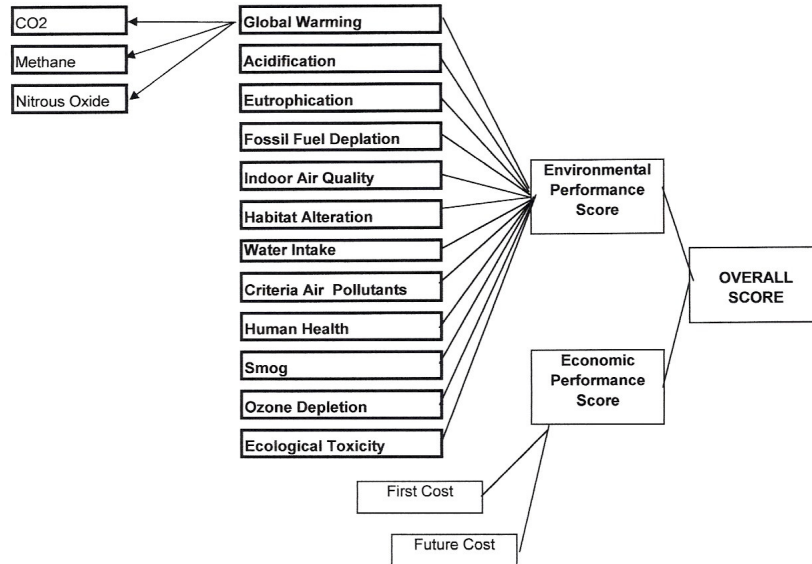 CO2
Methane
Nitrous Oxide
Global Warming
Acidification
Eutrophication
Fossil Fuel Deplation
Indoor Air Quality
Habitat Alteration
Water Intake
Criteria Air Pollutants
Human Health
Smog
Ozone Depletion
Ecological Toxicity
First Cost
Future Cost
Environmental
Performance
Score
Economic
Performance
Score
OVERALL
SCORE